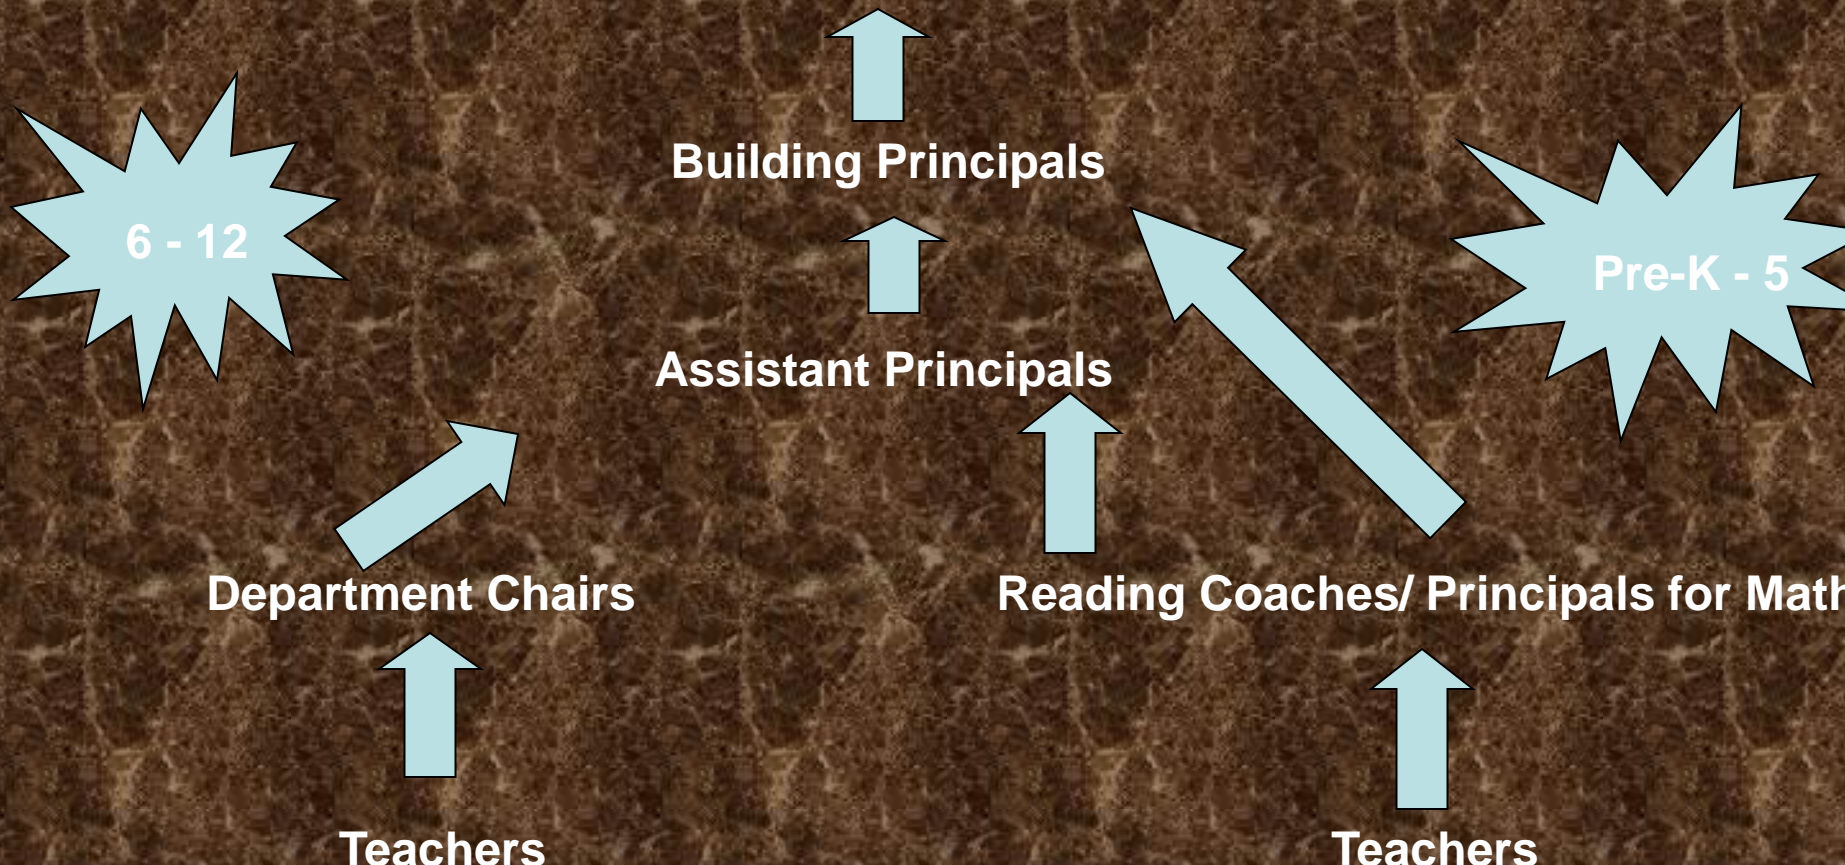 Building Principals
6 - 12
Pre-K - 5
Assistant Principals
Department Chairs
Reading Coaches/ Principals for Math
Teachers
Teachers